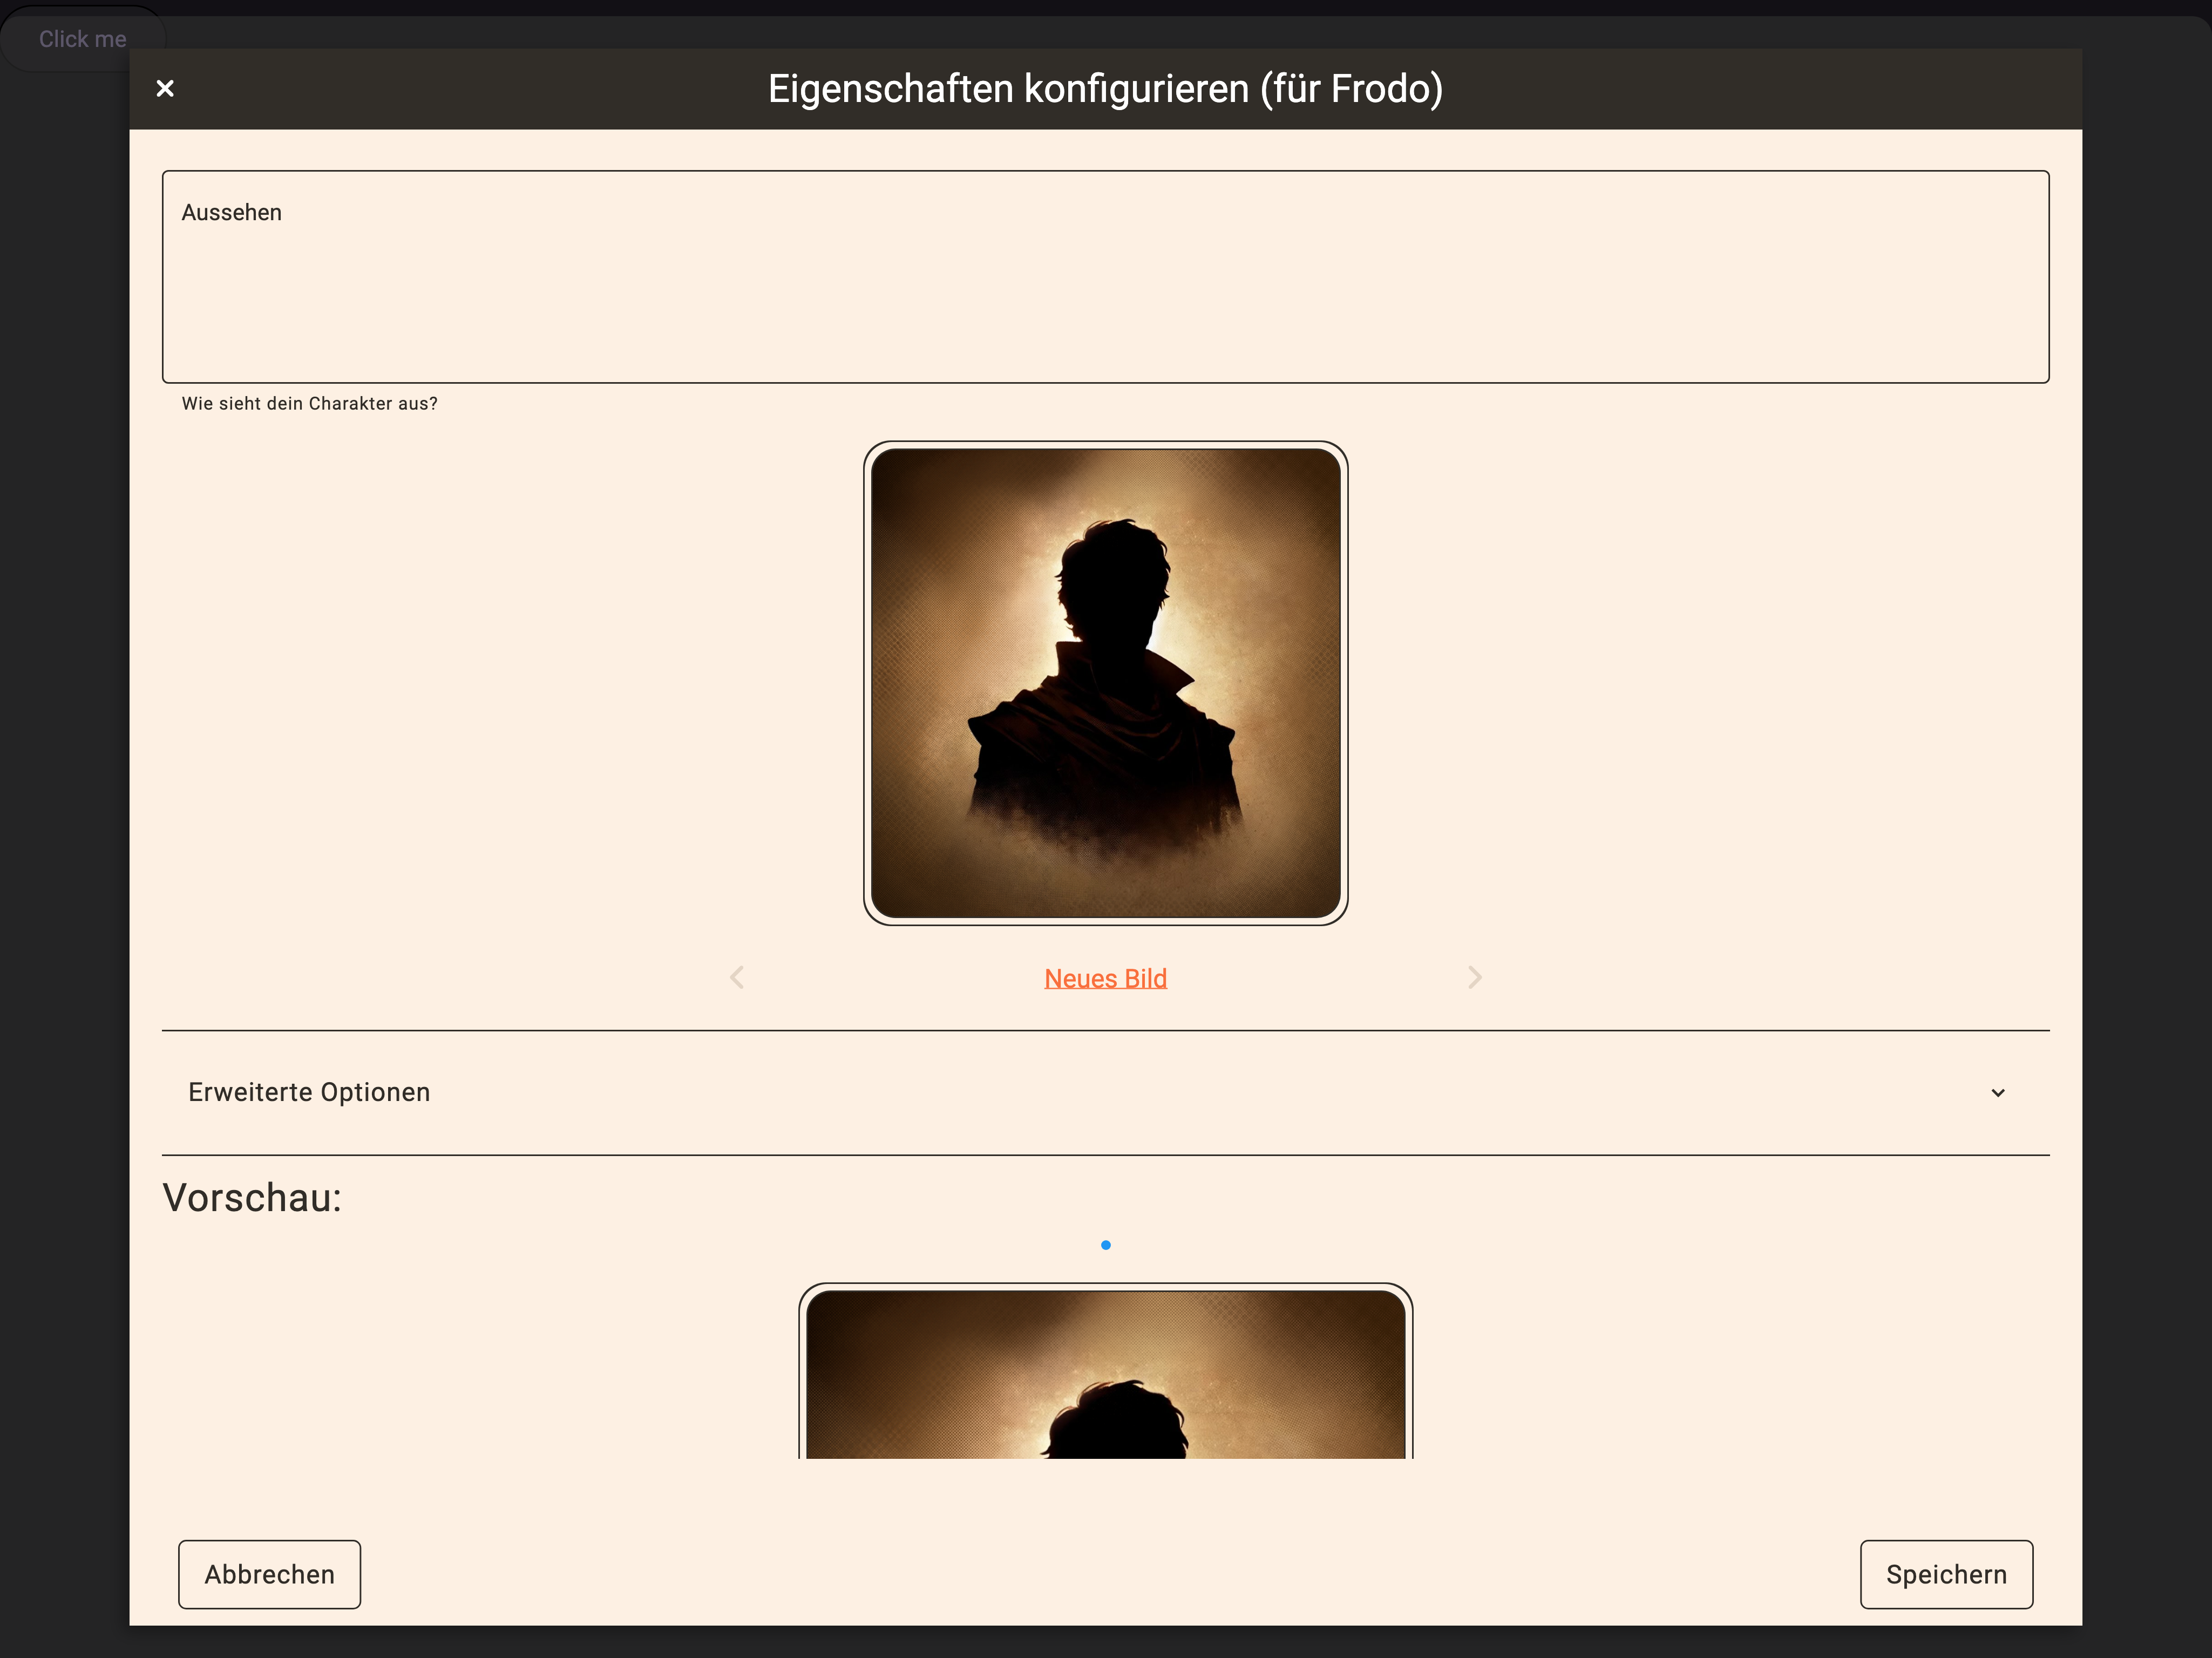 Click me
Eigenschaften konfigurieren (für Frodo)
Aussehen
Wie sieht dein Charakter aus?
Neues Bild
Erweiterte Optionen
Vorschau:
Abbrechen
Speichern